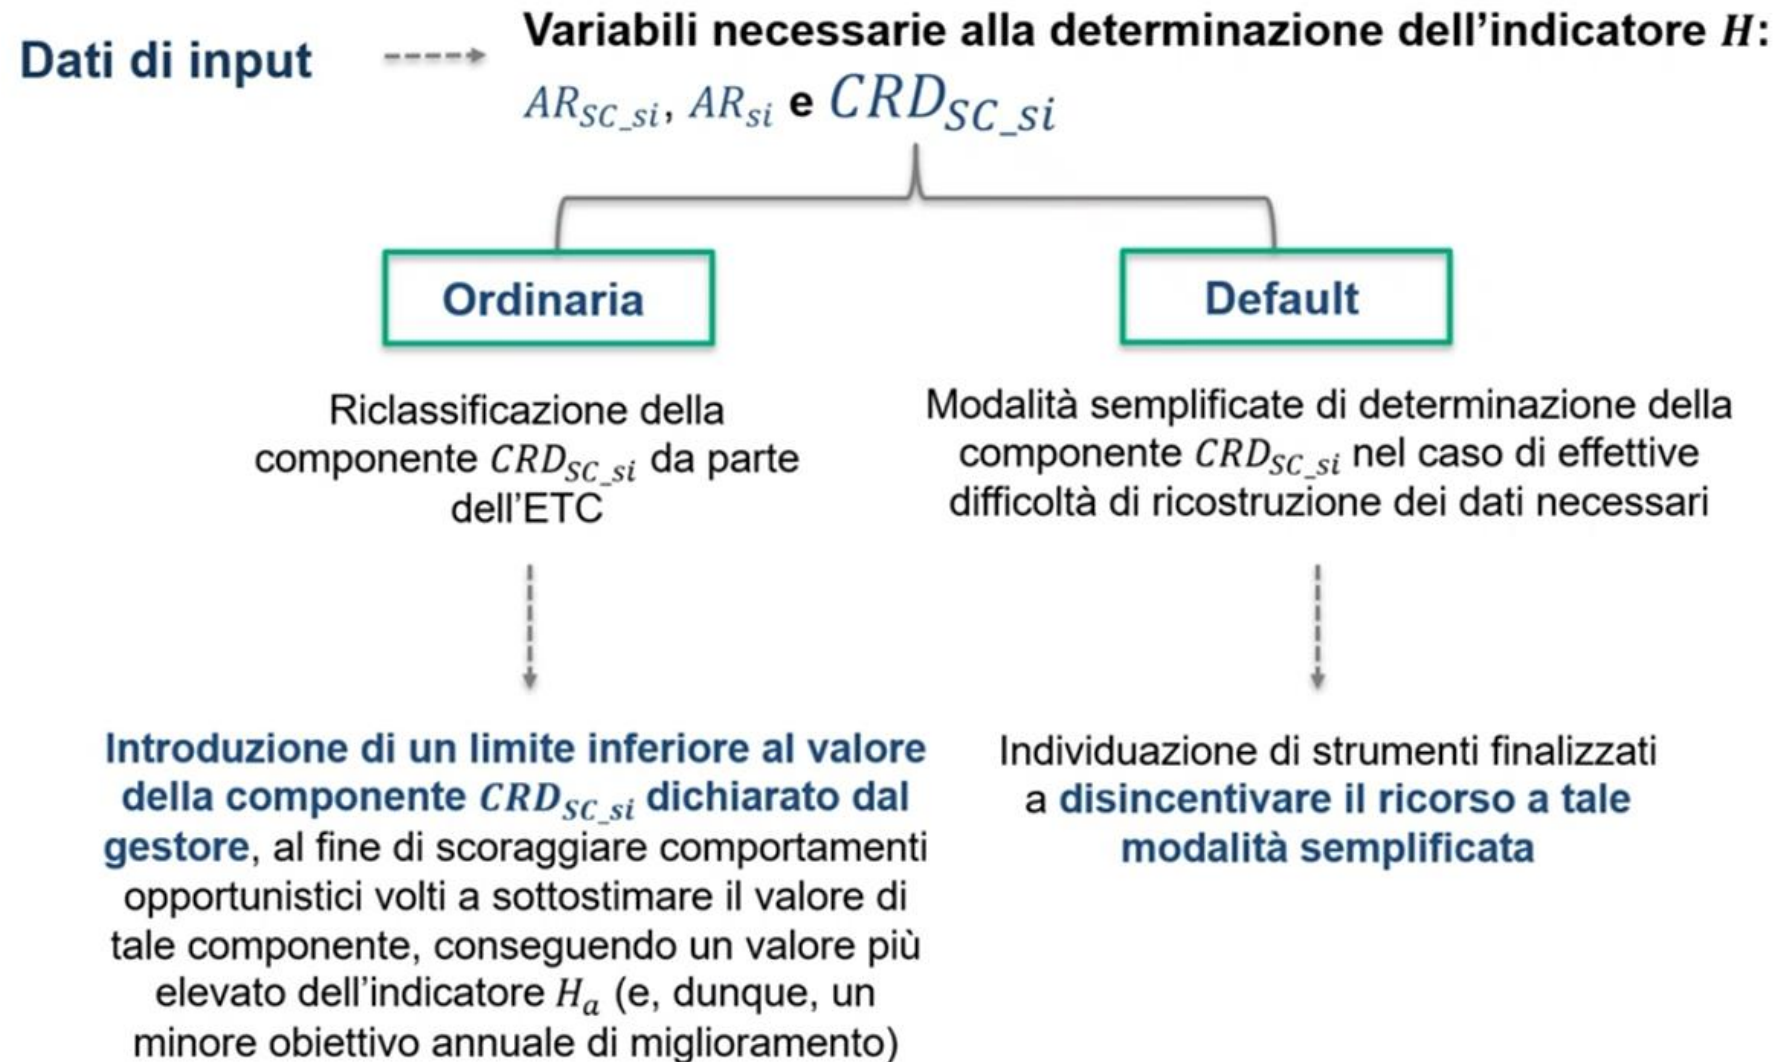 Dati di input
Variabili necessarie alla determinazione dell'indicatore H:
AR_SC_si, AR_si e CRD_SC_si
Ordinaria
Riclassificazione della
componente CRD_SC_si da parte
dell'ETC
Introduzione di un limite inferiore al valore
della componente CRD_SC_si dichiarato dal
gestore, al fine di scoraggiare comportamenti
opportunistici volti a sottostimare il valore di
tale componente, conseguendo un valore più
elevato dell'indicatore H_a (e, dunque, un
minore obiettivo annuale di miglioramento)
Default
Modalità semplificate di determinazione della
componente CRD_SC_si nel caso di effettive
difficoltà di ricostruzione dei dati necessari
Individuazione di strumenti finalizzati
a disincentivare il ricorso a tale
modalità semplificata